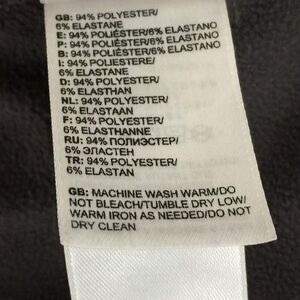 GB: 94% POLYESTER/
6% ELASTANE
E: 94% POLIÉSTER/6% ELASTANO
P: 94% POLIÉSTER/6% ELASTANO
B: 94% POLIÉSTER/6% ELASTANO
I: 94% POLIESTERE/
6% ELASTANE
D: 94% POLYESTER/
6% ELASTHAN
NL: 94% POLYESTER/
6% ELASTAAN
F: 94% POLYESTER/
6% ELASTHANNE
RU: 94% ПОЛИЭСТЕР/
6% ЭЛАСТЕН
TR: 94% POLYESTER/
6% ELASTAN
GB: MACHINE WASH WARM/DO
NOT BLEACH/TUMBLE DRY LOW/
WARM IRON AS NEEDED/DO NOT
DRY CLEAN